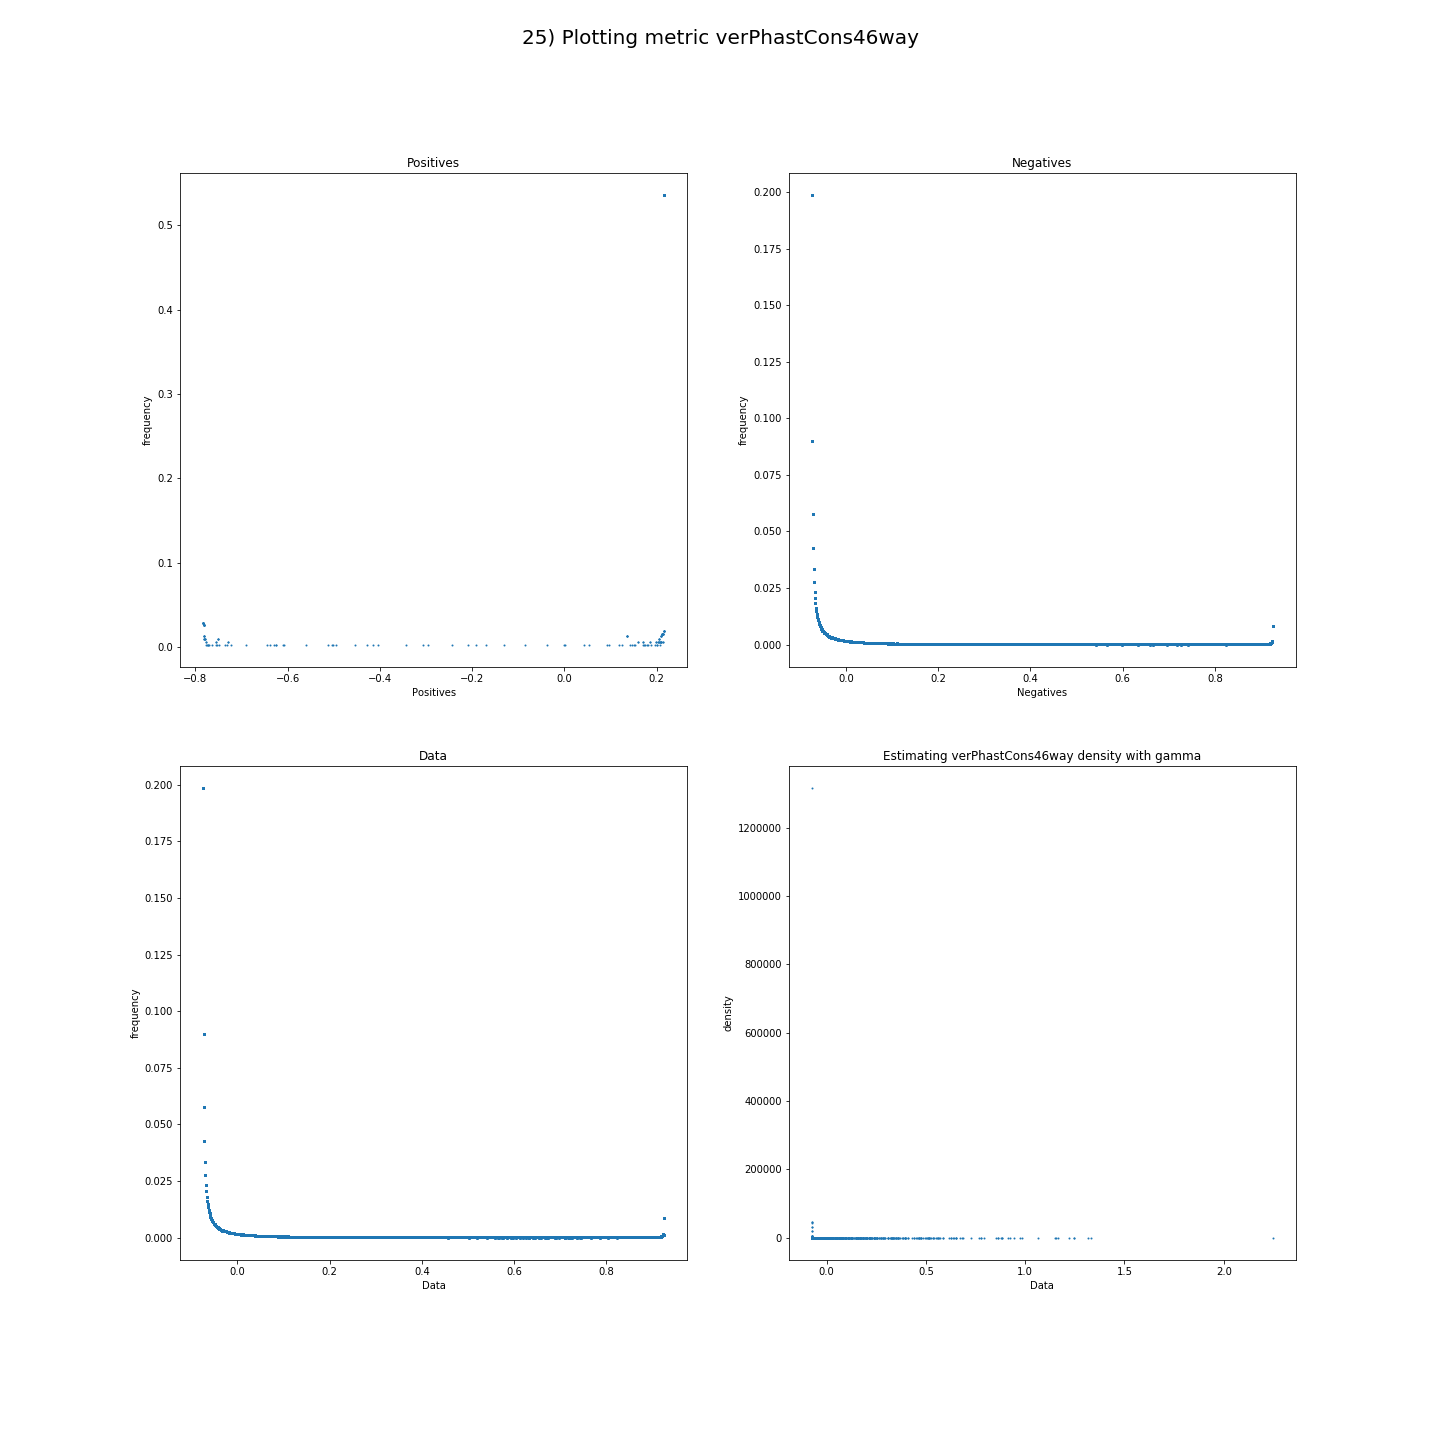 25) Plotting metric verPhastCons46way
Positives
0.5
0.4
0.3
0.2
0.1
0.0
frequency
−0.8 −0.6 −0.4 −0.2 0.0 0.2
Positives
Negatives
0.200
0.175
0.150
0.125
0.100
0.075
0.050
0.025
0.000
frequency
0.0 0.2 0.4 0.6 0.8
Negatives
Data
0.200
0.175
0.150
0.125
0.100
0.075
0.050
0.025
0.000
frequency
0.0 0.2 0.4 0.6 0.8
Data
Estimating verPhastCons46way density with gamma
1200000
1000000
800000
600000
400000
200000
0
density
0.0 0.5 1.0 1.5 2.0
Data